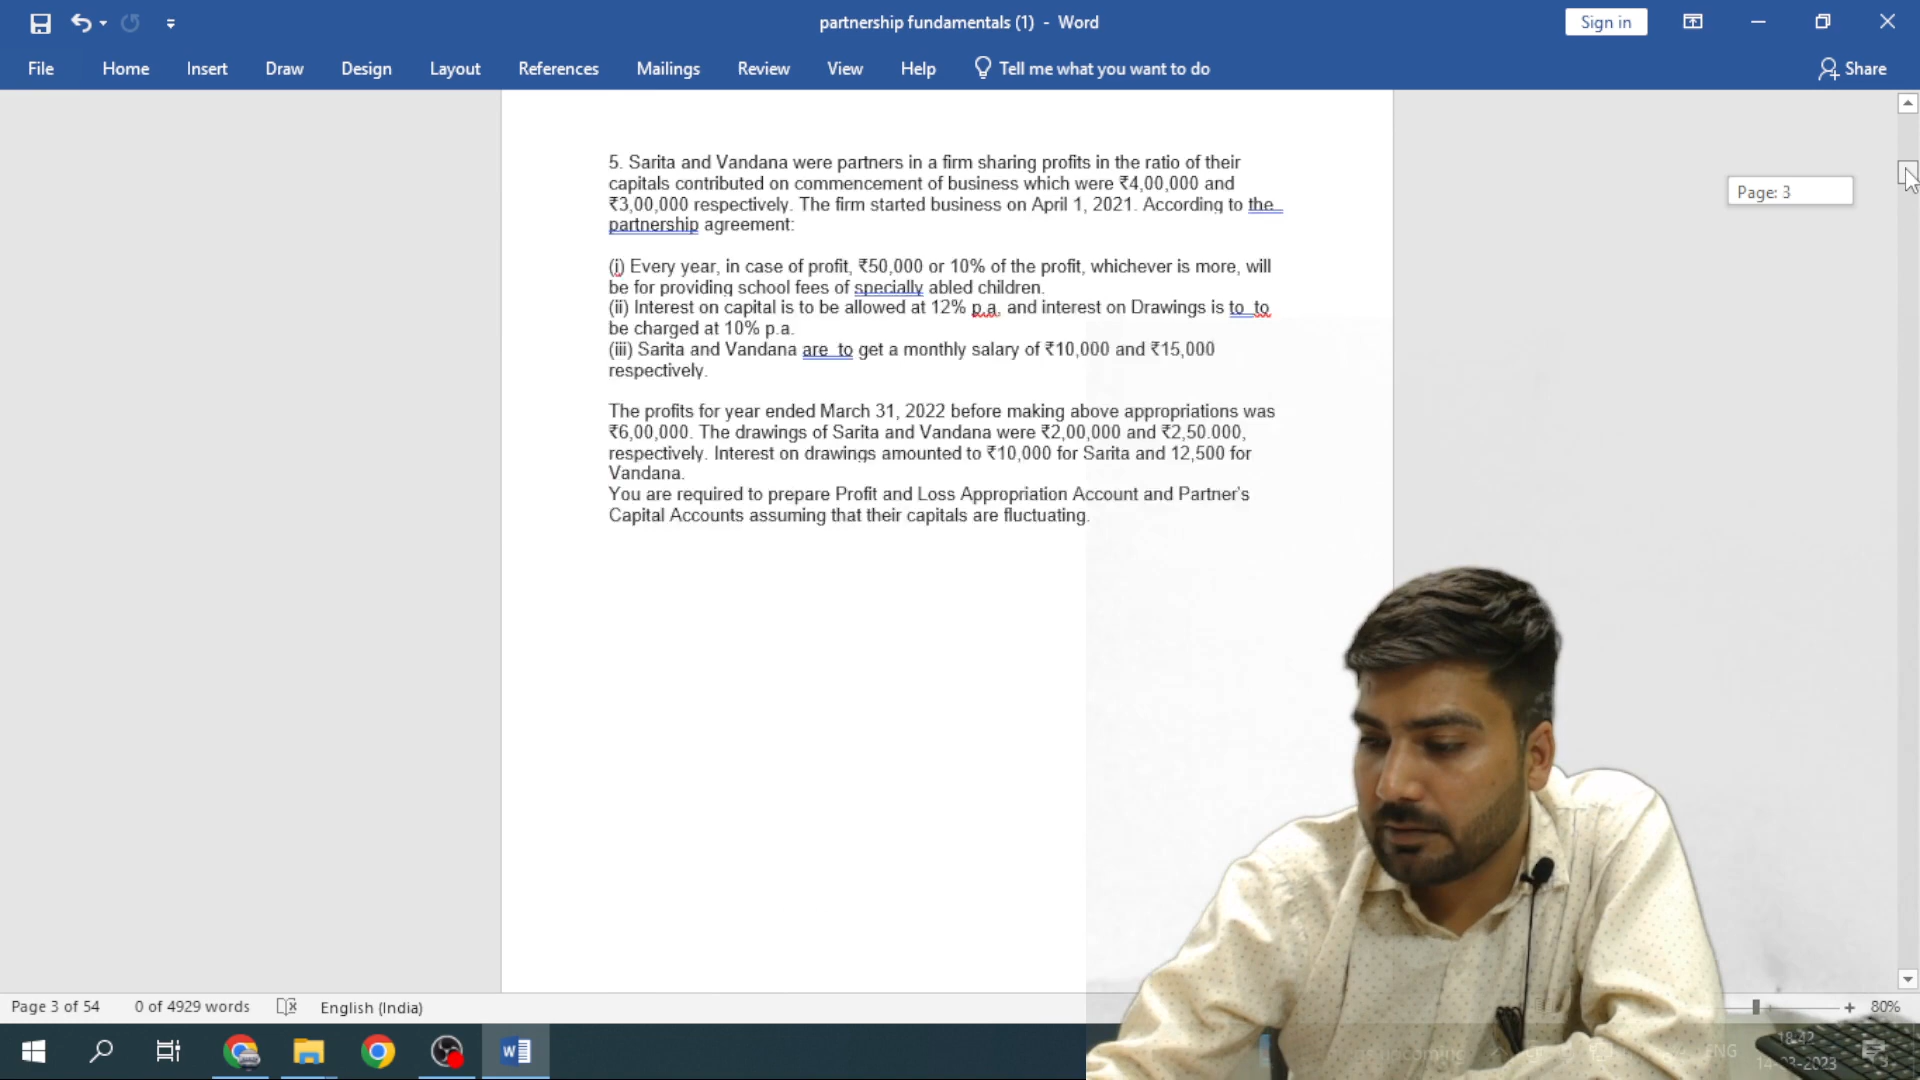 partnership fundamentals (1) - Word
Sign in
File Home Insert Draw Design Layout References Mailings Review View Help Tell me what you want to do Share
5. Sarita and Vandana were partners in a firm sharing profits in the ratio of their
capitals contributed on commencement of business which were ₹4,00,000 and
₹3,00,000 respectively. The firm started business on April 1, 2021. According to the
partnership agreement:
Page: 3
(i) Every year, in case of profit, ₹50,000 or 10% of the profit, whichever is more, will
be for providing school fees of specially abled children.
(ii) Interest on capital is to be allowed at 12% p.a. and interest on Drawings is to to
be charged at 10% p.a.
(iii) Sarita and Vandana are to get a monthly salary of ₹10,000 and ₹15,000
respectively.
The profits for year ended March 31, 2022 before making above appropriations was
₹6,00,000. The drawings of Sarita and Vandana were ₹2,00,000 and ₹2,50.000,
respectively. Interest on drawings amounted to ₹10,000 for Sarita and 12,500 for
Vandana.
You are required to prepare Profit and Loss Appropriation Account and Partner's
Capital Accounts assuming that their capitals are fluctuating.
Page 3 of 54 0 of 4929 words English (India) 80%
ENG
18:42
14-03-2023